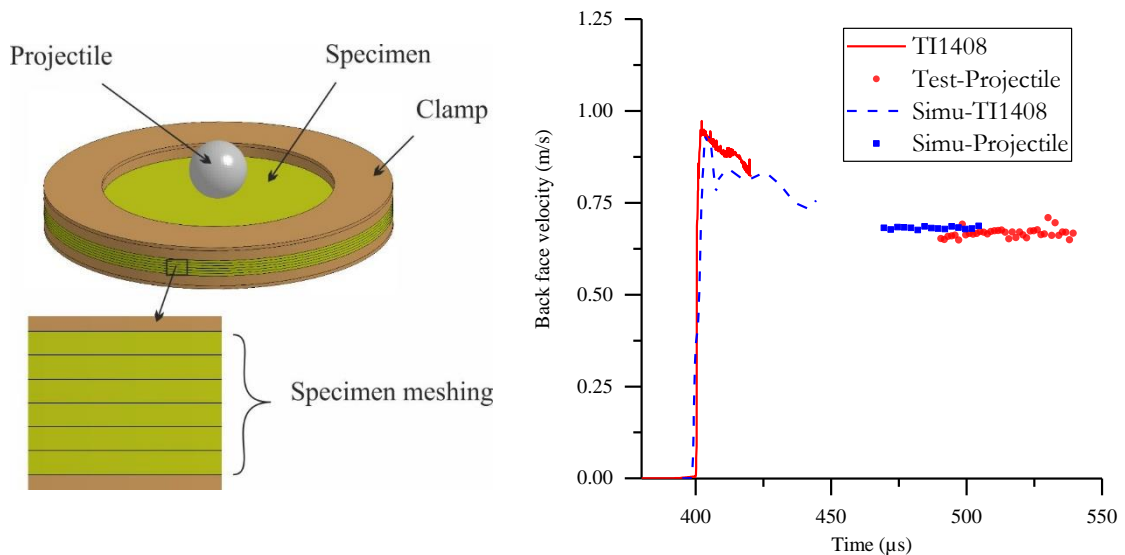 Projectile
Specimen
Clamp
Specimen meshing
TI1408
Test-Projectile
Simu-TI1408
Simu-Projectile
Back face velocity (m/s)
1.25
1.00
0.75
0.50
0.25
0.00
400
450
500
550
Time (µs)